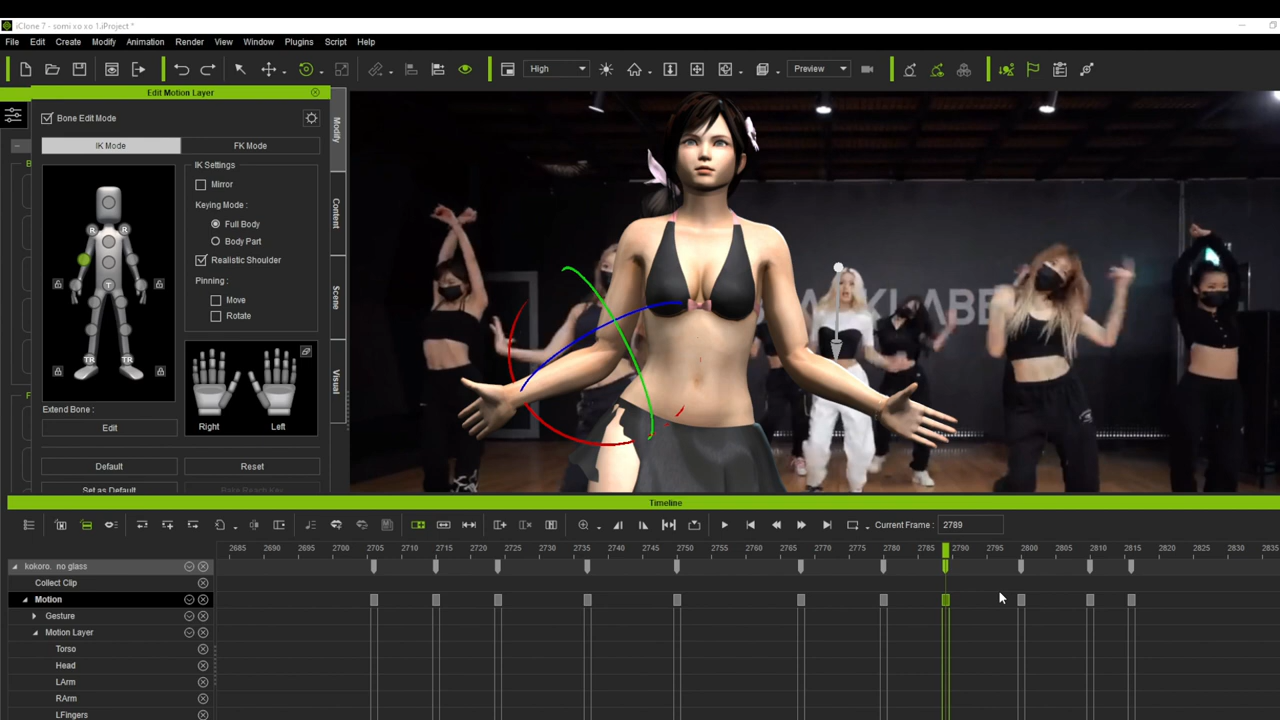 iClone 7 - somi xo xo 1.iProject *
File Edit Create Modify Animation Render View Window Plugins Script Help
High
Preview
Edit Motion Layer
Bone Edit Mode
IK Mode FK Mode
IK Settings
Mirror
Keying Mode :
Full Body
Body Part
Realistic Shoulder
Pinning :
Move
Rotate
R R
T
TR TR
Extend Bone :
Edit
Right Left
Default Reset
Set as Default
Modify
Content
Scene
Visual
Timeline
Current Frame : 2789
2685 2690 2695 2700 2705 2710 2715 2720 2725 2730 2735 2740 2745 2750 2755 2760 2765 2770 2775 2780 2785 2790 2795 2800 2805 2810 2815 2820 2825 2830 2835
kokoro. no glass
Collect Clip
Motion
Gesture
Motion Layer
Torso
Head
LArm
RArm
LFingers